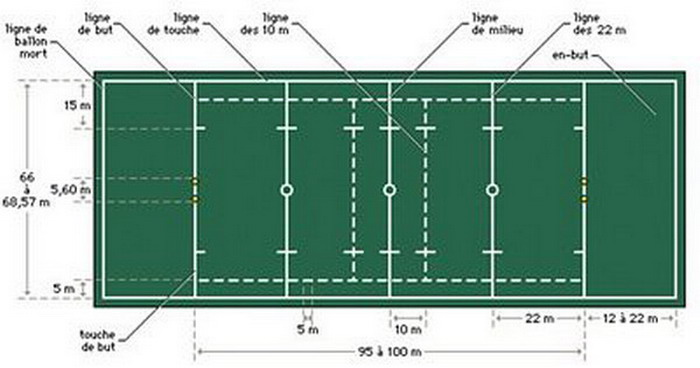 ligne de
ballon
mort
ligne
de but
ligne
de touche
ligne
des 10 m
ligne
de milieu
ligne
des 22 m
en-but
15 m
66
à
68,57 m
5,60 m
5 m
touche
de but
5 m
10 m
22 m
12 à 22 m
95 à 100 m